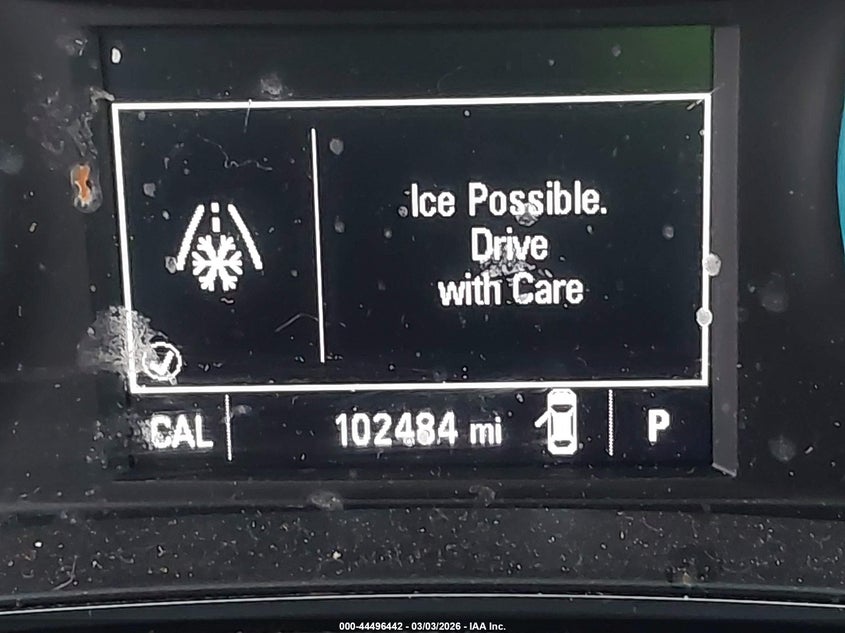 Ice Possible.
Drive
with Care
CAL
102484 mi
P
000-44496442 - 03/03/2026 - IAA Inc.